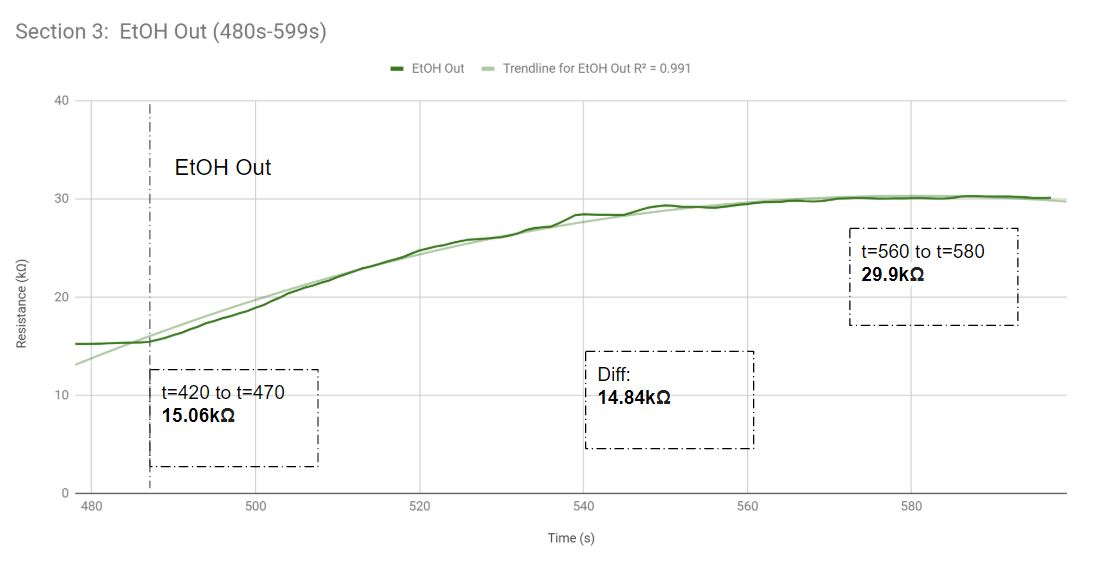 Section 3:  EtOH Out (480s-599s)
EtOH Out
Trendline for EtOH Out R² = 0.991
40
30
20
10
0
Resistance (kΩ)
EtOH Out
t=560 to t=580
29.9kΩ
Diff:
14.84kΩ
t=420 to t=470
15.06kΩ
480
500
520
540
560
580
Time (s)